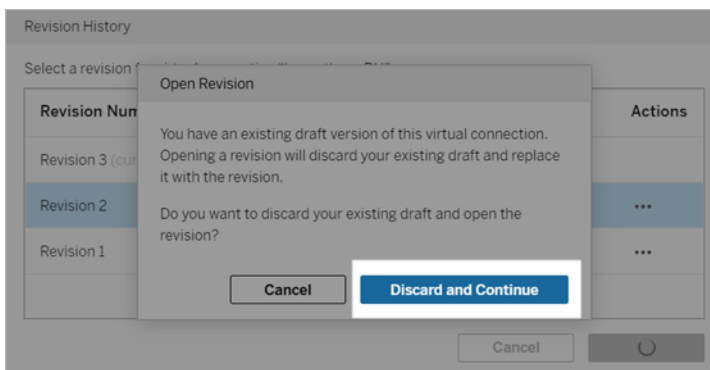 Revision History
Select a revision
Open Revision
Revision Num
Actions
You have an existing draft version of this virtual connection.
Opening a revision will discard your existing draft and replace
it with the revision.
Revision 3 (cur
Revision 2
•••
Do you want to discard your existing draft and open the
revision?
Revision 1
•••
Cancel
Discard and Continue
Cancel